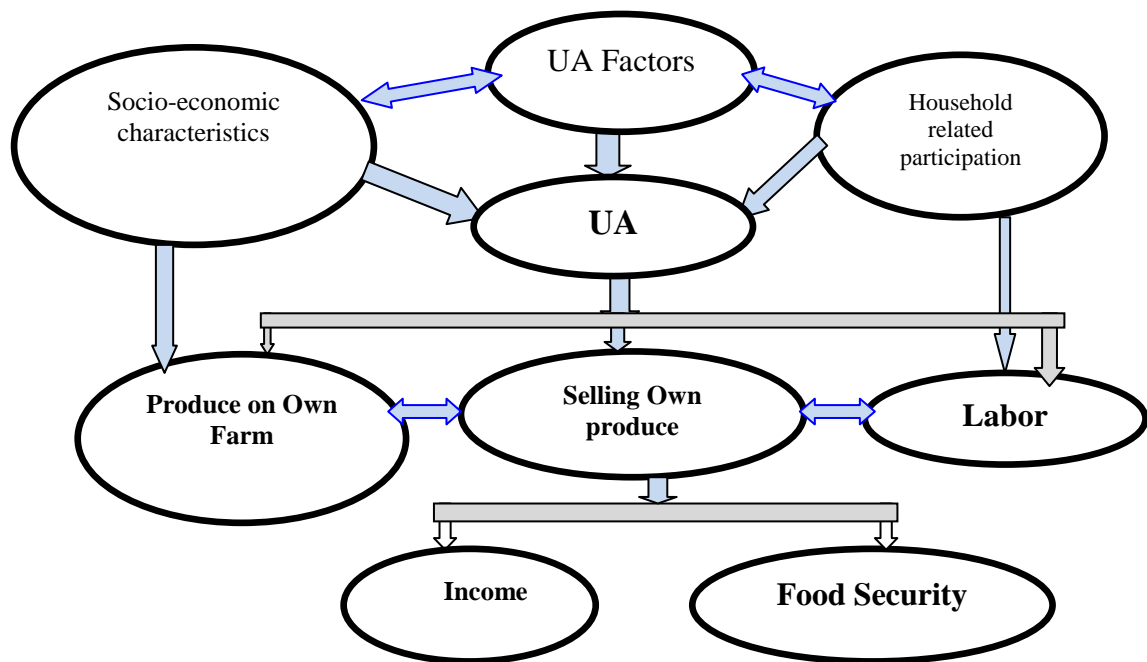 UA Factors
Socio-economic
characteristics
Household
related
participation
UA
Produce on Own
Farm
Selling Own
produce
Labor
Income
Food Security